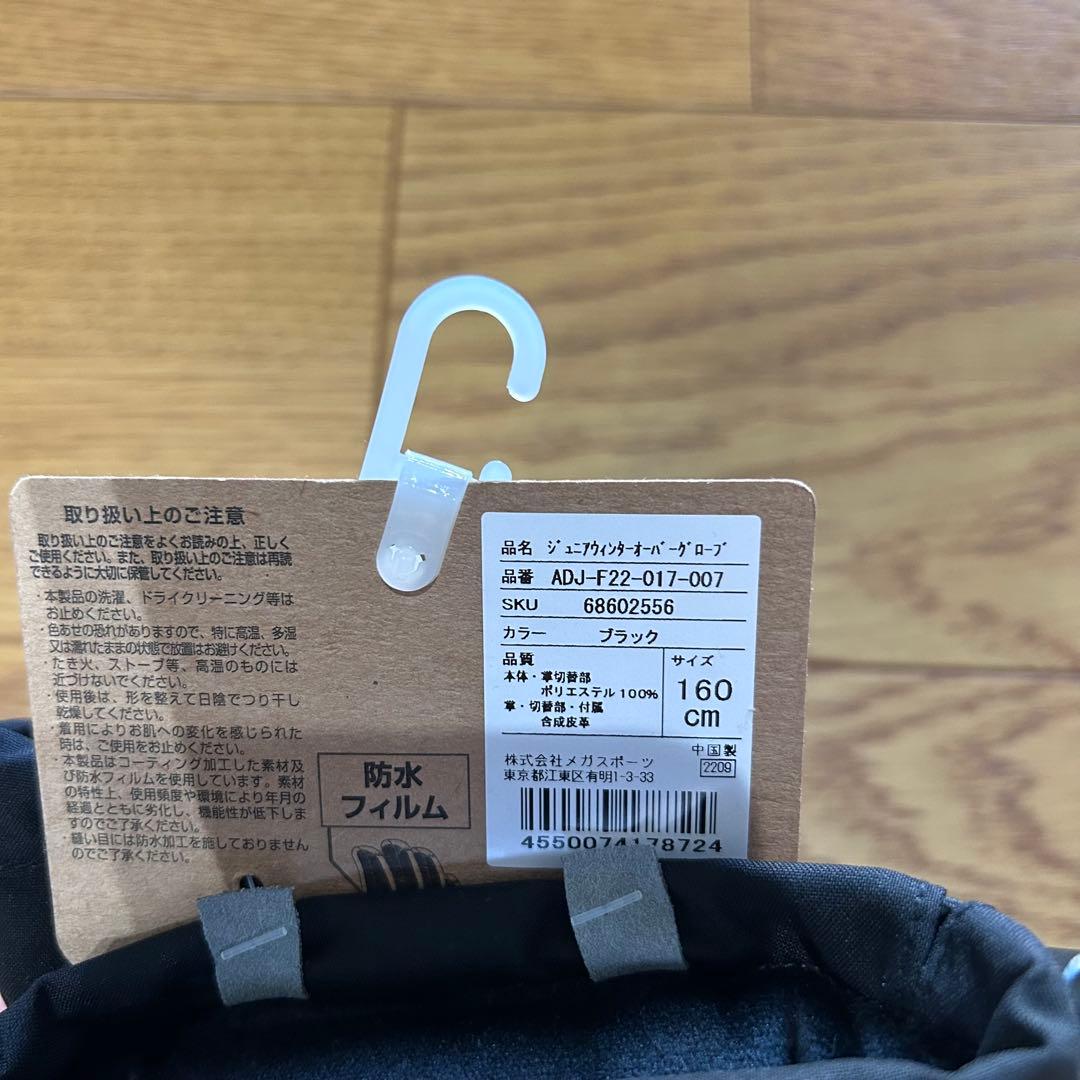 取り扱い上のご注意
取り扱い上のご注意をよくお読みの上、正しく
ご使用ください。また、取り扱い上のご注意は再読
できるように大切に保管してください。
・本製品の洗濯、ドライクリーニング等は
お止めください。
・色あせの恐れがありますので、特に高温、多湿
又は濡れたままの状態で放置はお避けください。
・たき火、ストーブ等、高温のものには
近づけないでください。
・使用後は、形を整えて日陰でつり干し
乾燥してください。
・着用によりお肌への変化を感じられた
時は、ご使用をお止めください。
・本製品はコーティング加工した素材及
び防水フィルムを使用しています。素材
の特性上、使用頻度や環境により年月の
経過とともに劣化し、機能性が低下しま
すのでご了承ください。
・縫い目には防水加工を施しておりません
のでご了承ください。
防水
フィルム
品名 ｼﾞｭﾆｱｳｨﾝﾀｰｵｰﾊﾞｰｸﾞﾛｰﾌﾞ
品番 ADJ-F22-017-007
SKU 68602556
カラー ブラック
品質
本体・掌切替部
ポリエステル100%
掌・切替部・付属
合成皮革
サイズ
160
cm
中国製
2209
株式会社メガスポーツ
東京都江東区有明1-3-33
4550074178724